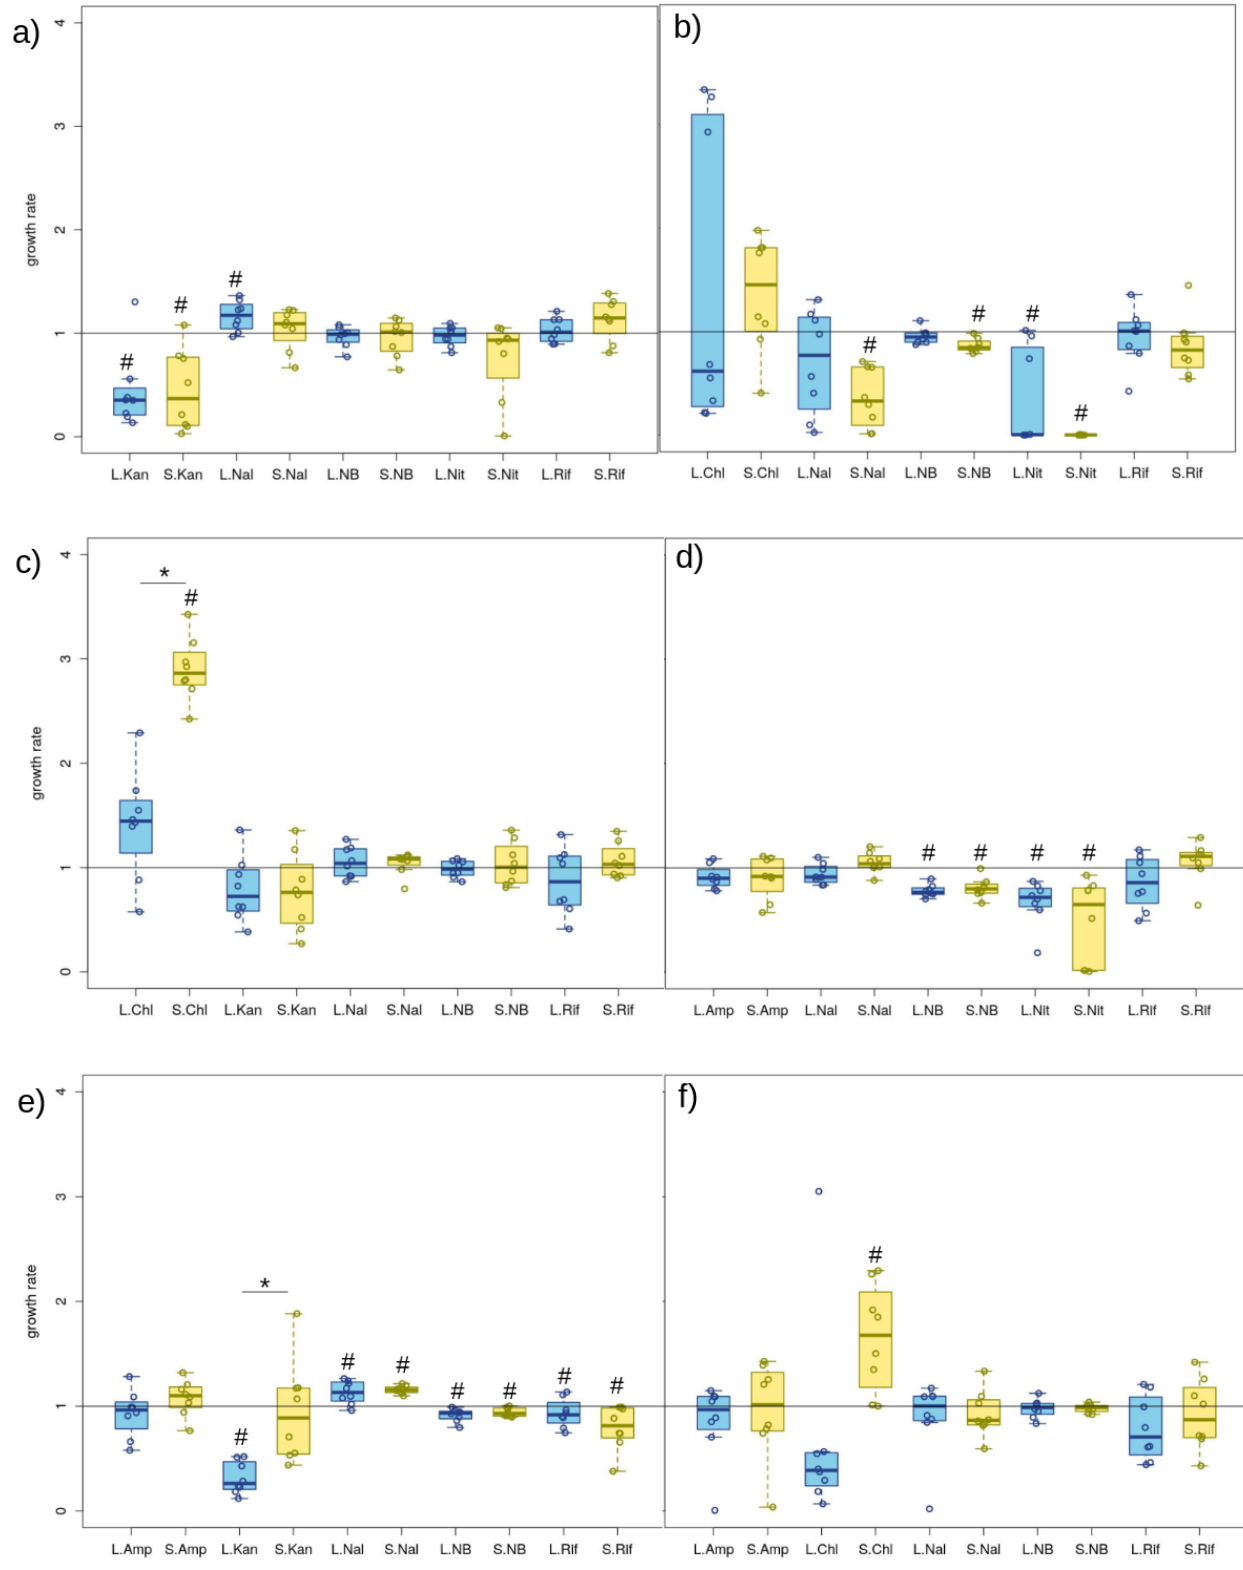 a)
4
3
2
1
0
growth rate
#
#
#
L.Kan S.Kan L.Nal S.Nal L.NB S.NB L.Nit S.Nit L.Rif S.Rif
b)
#
#
#
#
L.Chl S.Chl L.Nal S.Nal L.NB S.NB L.Nit S.Nit L.Rif S.Rif
c)
4
3
2
1
0
growth rate
*
#
L.Chl S.Chl L.Kan S.Kan L.Nal S.Nal L.NB S.NB L.Rif S.Rif
d)
# # # #
L.Amp S.Amp L.Nal S.Nal L.NB S.NB L.Nit S.Nit L.Rif S.Rif
e)
4
3
2
1
0
growth rate
*
#
# # # # # #
L.Amp S.Amp L.Kan S.Kan L.Nal S.Nal L.NB S.NB L.Rif S.Rif
f)
#
L.Amp S.Amp L.Chl S.Chl L.Nal S.Nal L.NB S.NB L.Rif S.Rif